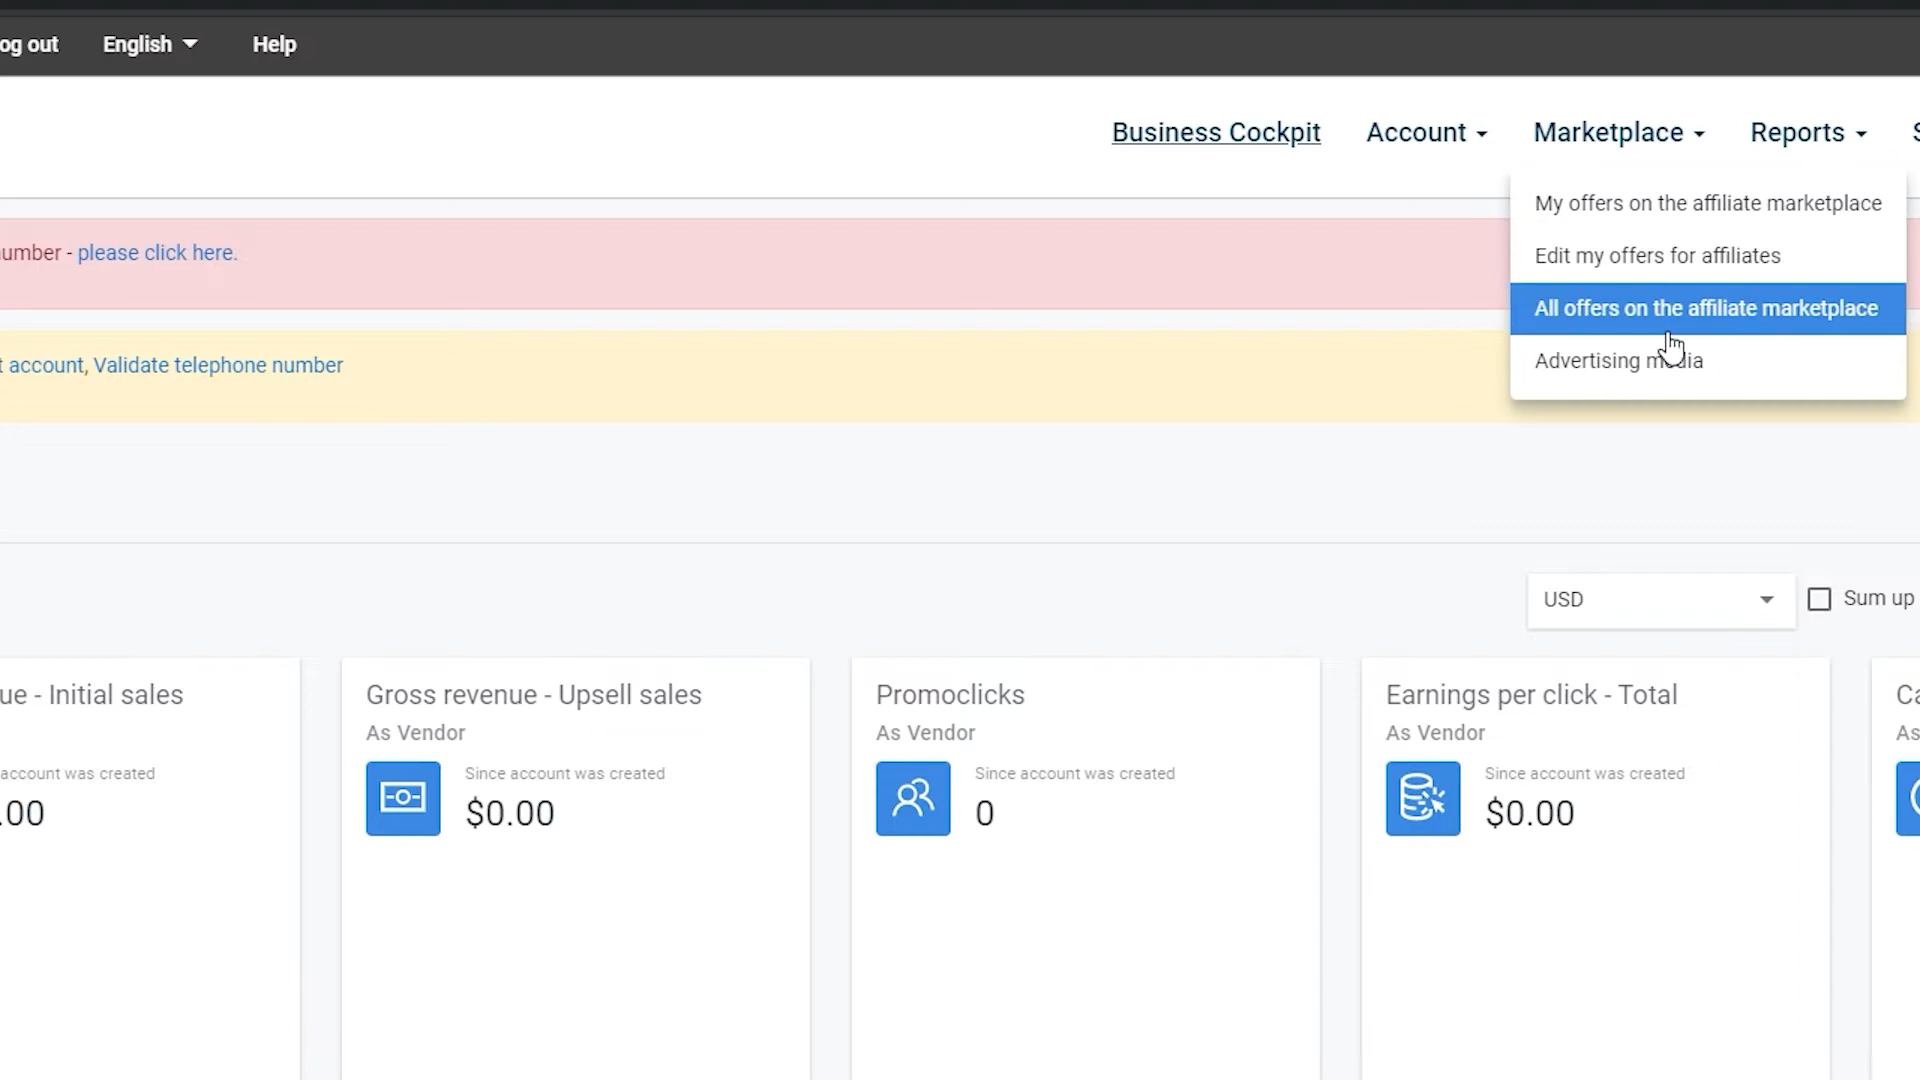 og out English Help
Business Cockpit Account Marketplace Reports
My offers on the affiliate marketplace
umber - please click here.
Edit my offers for affiliates
All offers on the affiliate marketplace
t account, Validate telephone number
Advertising media
USD Sum up
ue - Initial sales
account was created
.00
Gross revenue - Upsell sales
As Vendor
Since account was created
$0.00
Promoclicks
As Vendor
Since account was created
0
Earnings per click - Total
As Vendor
Since account was created
$0.00
Ca
As